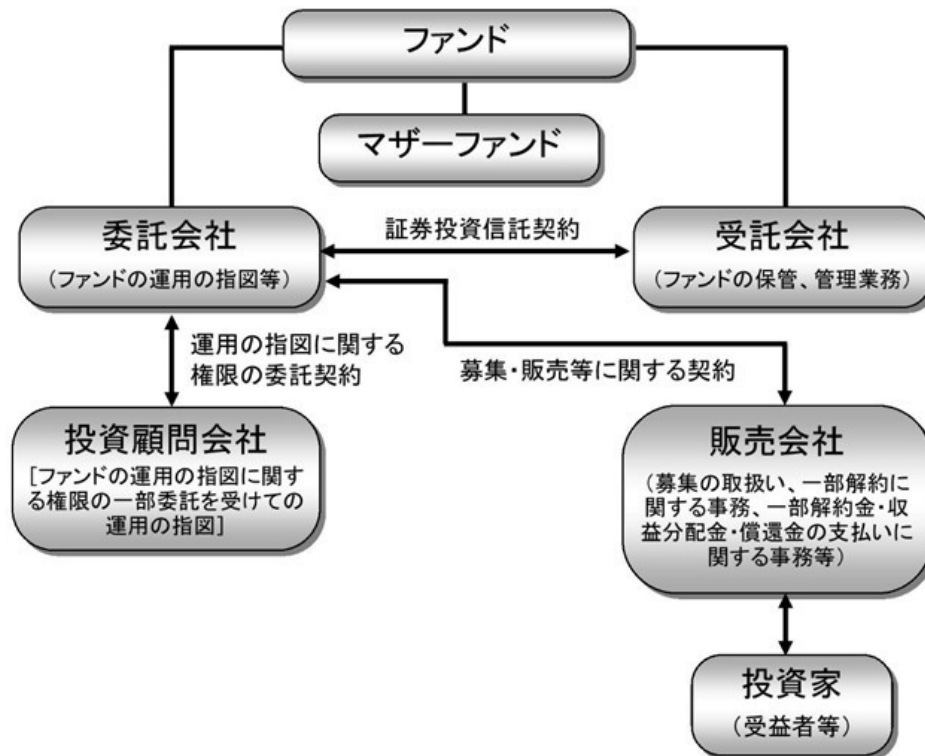 ファンド
マザーファンド
委託会社
(ファンドの運用の指図等)
証券投資信託契約
受託会社
(ファンドの保管、管理業務)
運用の指図に関する
権限の委託契約
募集・販売等に関する契約
投資顧問会社
[ファンドの運用の指図に関す
る権限の一部委託を受けての
運用の指図]
販売会社
(募集の取扱い、一部解約に
関する事務、一部解約金・収
益分配金・償還金の支払いに
関する事務等)
投資家
(受益者等)